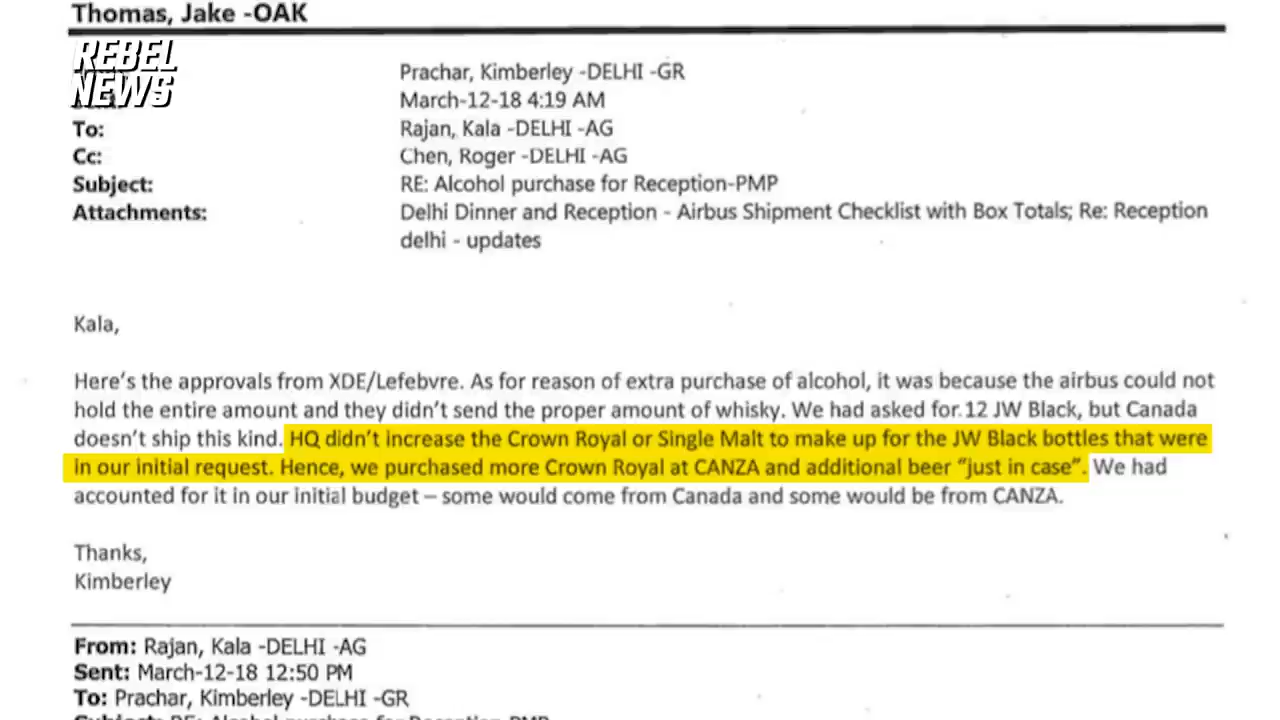 Thomas, Jake -OAK
REBEL
NEWS
Prachar, Kimberley -DELHI -GR
March-12-18 4:19 AM
To: Rajan, Kala -DELHI -AG
Cc: Chen, Roger -DELHI -AG
Subject: RE: Alcohol purchase for Reception-PMP
Attachments: Delhi Dinner and Reception - Airbus Shipment Checklist with Box Totals; Re: Reception
delhi - updates
Kala,
Here's the approvals from XDE/Lefebvre. As for reason of extra purchase of alcohol, it was because the airbus could not
hold the entire amount and they didn't send the proper amount of whisky. We had asked for 12 JW Black, but Canada
doesn't ship this kind. HQ didn't increase the Crown Royal or Single Malt to make up for the JW Black bottles that were
in our initial request. Hence, we purchased more Crown Royal at CANZA and additional beer “just in case”. We had
accounted for it in our initial budget – some would come from Canada and some would be from CANZA.
Thanks,
Kimberley
From: Rajan, Kala -DELHI -AG
Sent: March-12-18 12:50 PM
To: Prachar, Kimberley -DELHI -GR
Subject: RE: Alcohol purchase for Reception-PMP